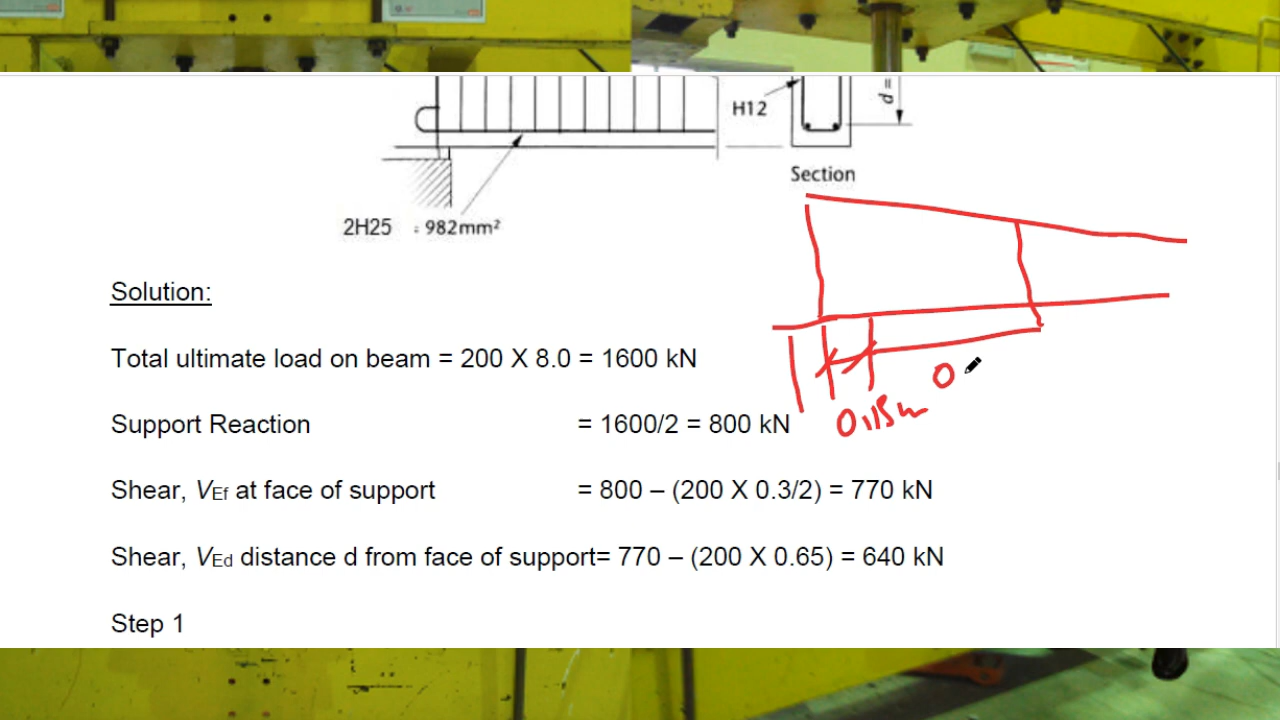 H12
d =
Section
2H25 = 982mm²
Solution:
Total ultimate load on beam = 200 X 8.0 = 1600 kN
Support Reaction = 1600/2 = 800 kN
0.15m
0
Shear, VEf at face of support = 800 – (200 X 0.3/2) = 770 kN
Shear, VEd distance d from face of support= 770 – (200 X 0.65) = 640 kN
Step 1